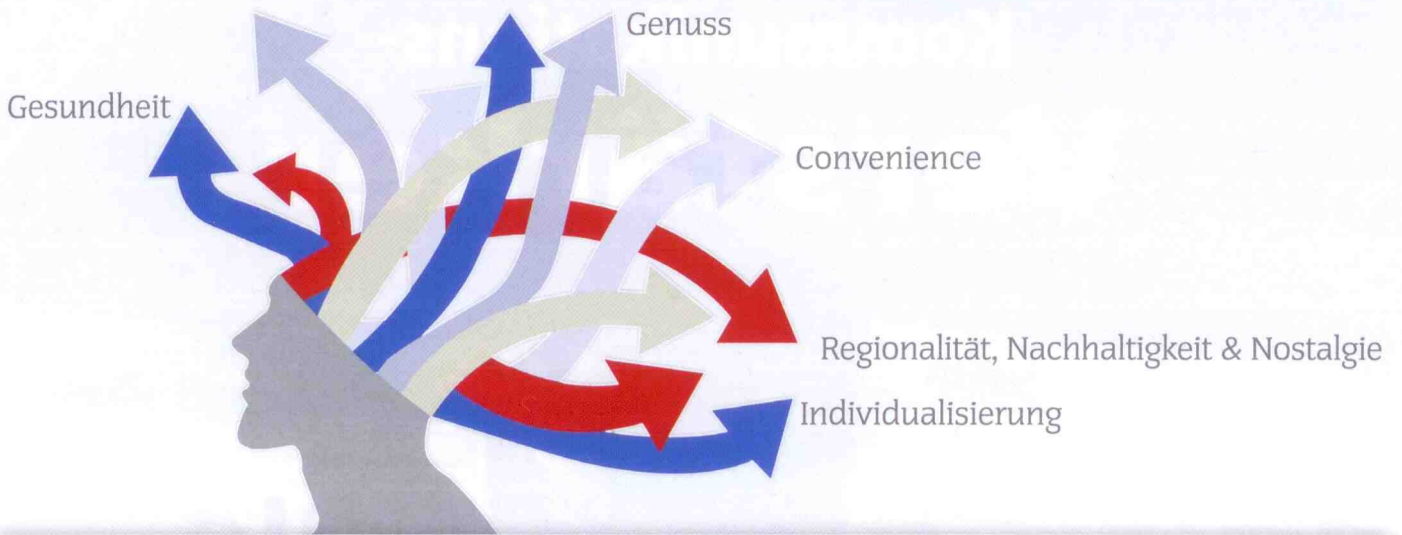 Genuss
Gesundheit
Convenience
Regionalität, Nachhaltigkeit & Nostalgie
Individualisierung